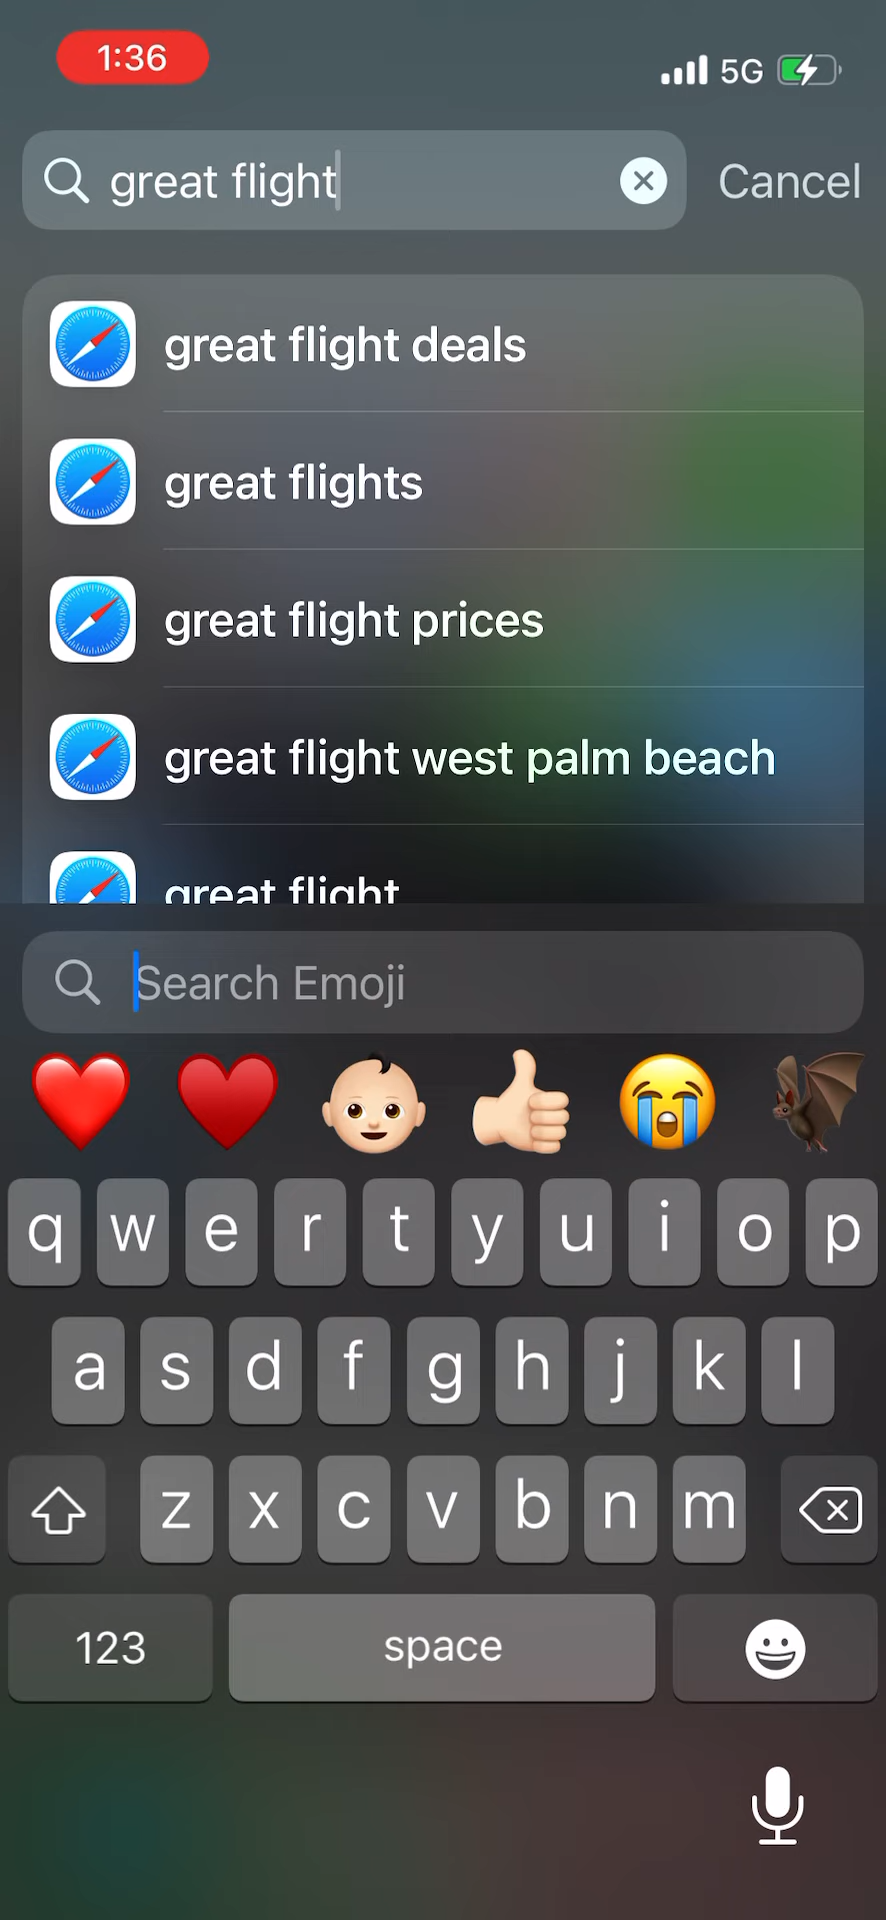 1:36
5G
great flight
Cancel
great flight deals
great flights
great flight prices
great flight west palm beach
great flight
Search Emoji
q w e r t y u i o p
a s d f g h j k l
z x c v b n m
123 space